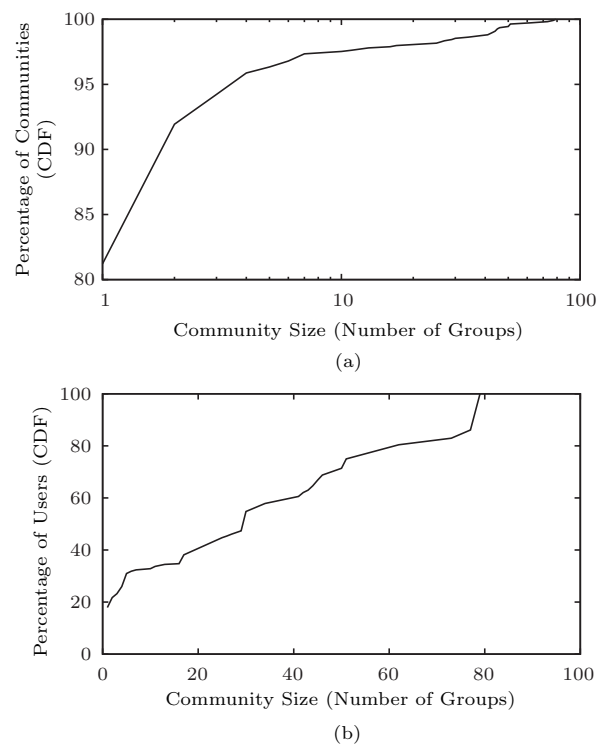 100
95
90
85
80
Percentage of Communities
(CDF)
1
10
100
Community Size (Number of Groups)
(a)
100
80
60
40
20
0
Percentage of Users (CDF)
0
20
40
60
80
100
Community Size (Number of Groups)
(b)